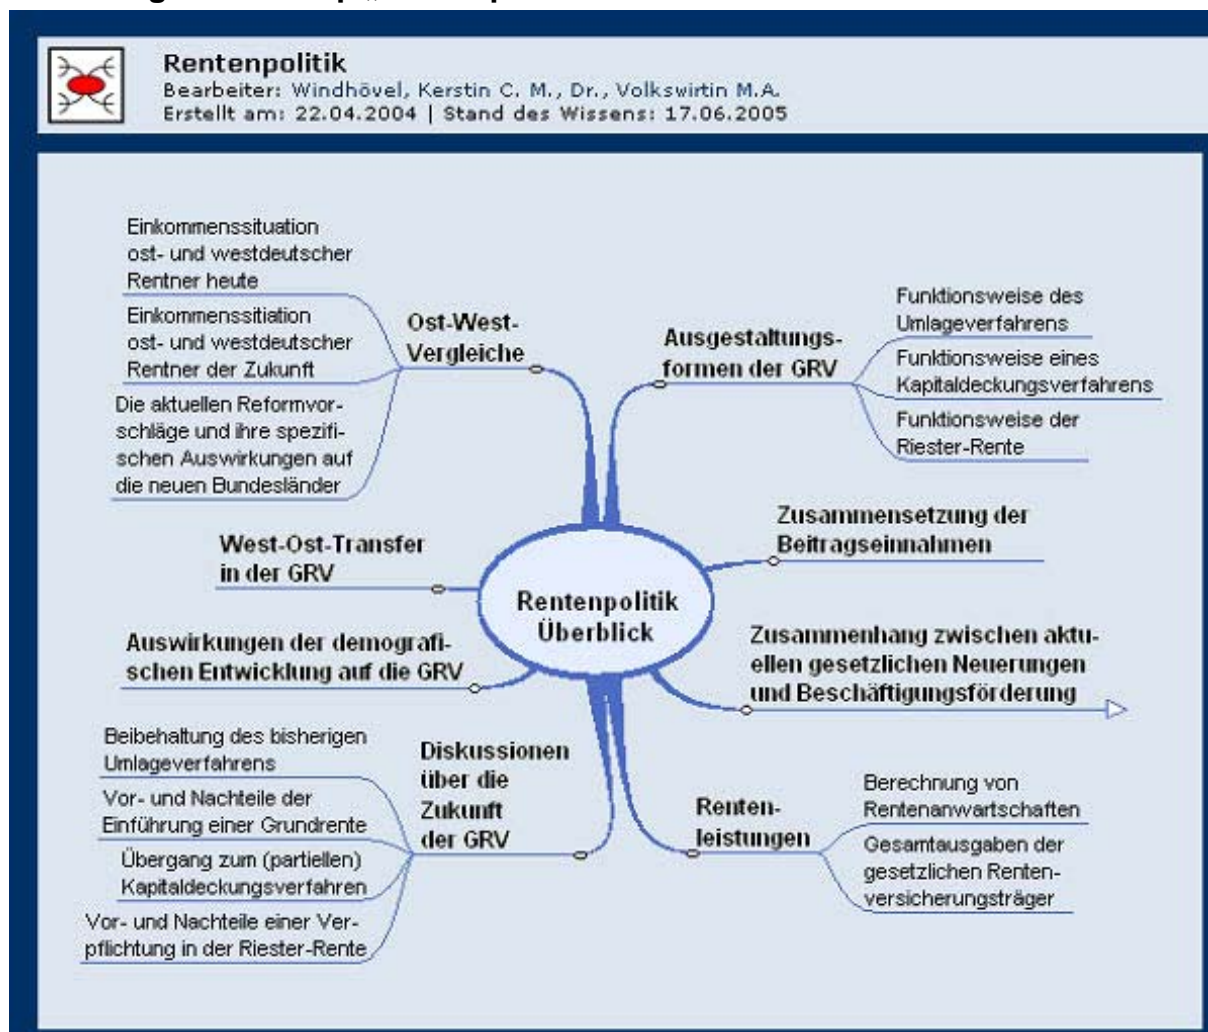 Rentenpolitik
Bearbeiter: Windhövel, Kerstin C. M., Dr., Volkswirtin M.A.
Erstellt am: 22.04.2004 | Stand des Wissens: 17.06.2005
Einkommenssituation
ost- und westdeutscher
Rentner heute
Einkommenssitiation
ost- und westdeutscher
Rentner der Zukunft
Die aktuellen Reformvor-
schläge und ihre spezifi-
schen Auswirkungen auf
die neuen Bundesländer
Ost-West-
Vergleiche
Ausgestaltungs-
formen der GRV
Funktionsweise des
Umlageverfahrens
Funktionsweise eines
Kapitaldeckungsverfahrens
Funktionsweise der
Riester-Rente
West-Ost-Transfer
in der GRV
Zusammensetzung der
Beitragseinnahmen
Rentenpolitik
Überblick
Auswirkungen der demografi-
schen Entwicklung auf die GRV
Zusammenhang zwischen aktu-
ellen gesetzlichen Neuerungen
und Beschäftigungsförderung
Beibehaltung des bisherigen
Umlageverfahrens
Vor- und Nachteile der
Einführung einer Grundrente
Übergang zum (partiellen)
Kapitaldeckungsverfahren
Vor- und Nachteile einer Ver-
pflichtung in der Riester-Rente
Diskussionen
über die
Zukunft
der GRV
Renten-
leistungen
Berechnung von
Rentenanwartschaften
Gesamtausgaben der
gesetzlichen Renten-
versicherungsträger